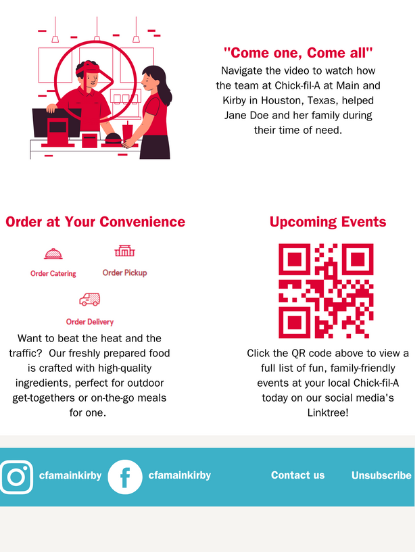 "Come one, Come all"
Navigate the video to watch how
the team at Chick-fil-A at Main and
Kirby in Houston, Texas, helped
Jane Doe and her family during
their time of need.
Order at Your Convenience
Order Catering
Order Pickup
Order Delivery
Want to beat the heat and the
traffic? Our freshly prepared food
is crafted with high-quality
ingredients, perfect for outdoor
get-togethers or on-the-go meals
for one.
Upcoming Events
Click the QR code above to view a
full list of fun, family-friendly
events at your local Chick-fil-A
today on our social media's
Linktree!
cfamainkirby
cfamainkirby
Contact us
Unsubscribe